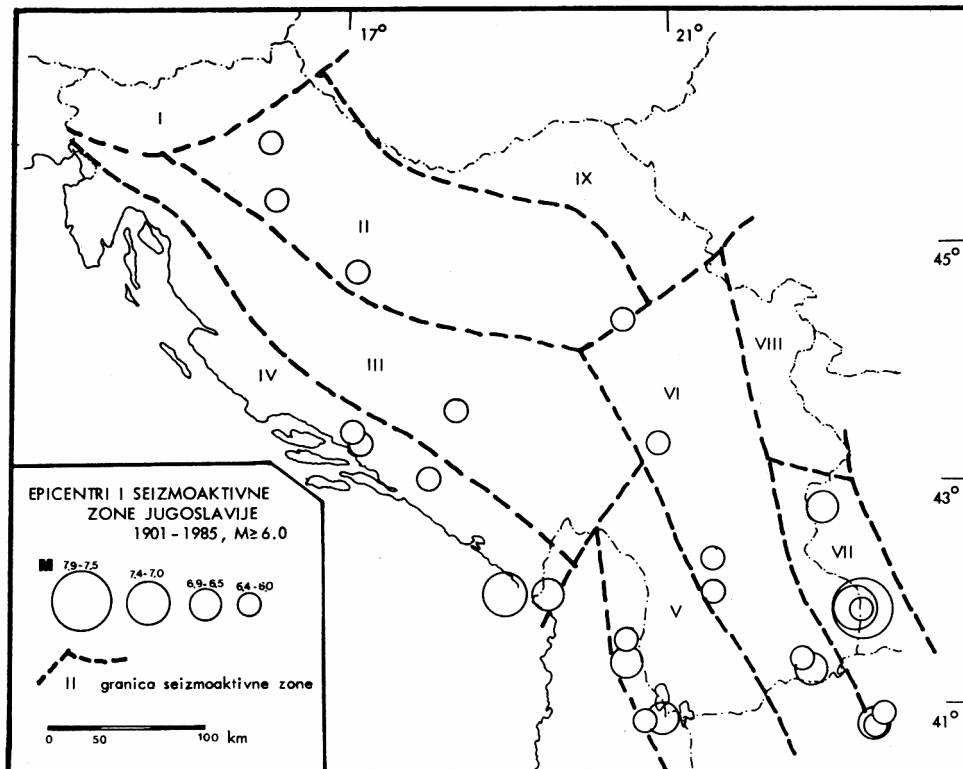 17° 21°
I
IX
II
45°
VIII
III
IV
VI
43°
EPICENTRI I SEIZMOAKTIVNE
ZONE JUGOSLAVIJE
1901-1985, M≥6.0
VII
M 7,9-7,5 7,4-7,0 6,9-6,5 6,4-6,0
V
II granica seizmoaktivne zone
41°
0 50 100 km